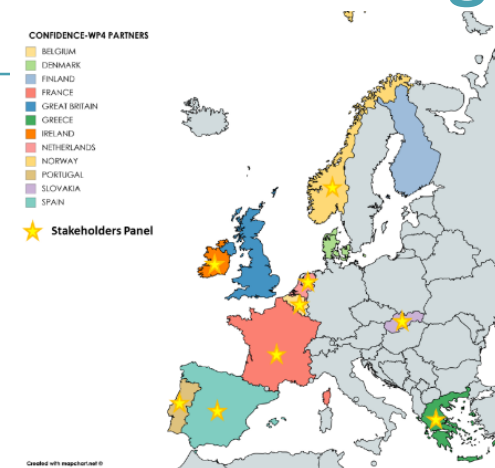 CONFIDENCE-WP4 PARTNERS
BELGIUM
DENMARK
FINLAND
FRANCE
GREAT BRITAIN
GREECE
IRELAND
NETHERLANDS
NORWAY
PORTUGAL
SLOVAKIA
SPAIN
Stakeholders Panel
Created with mapchart.net ©